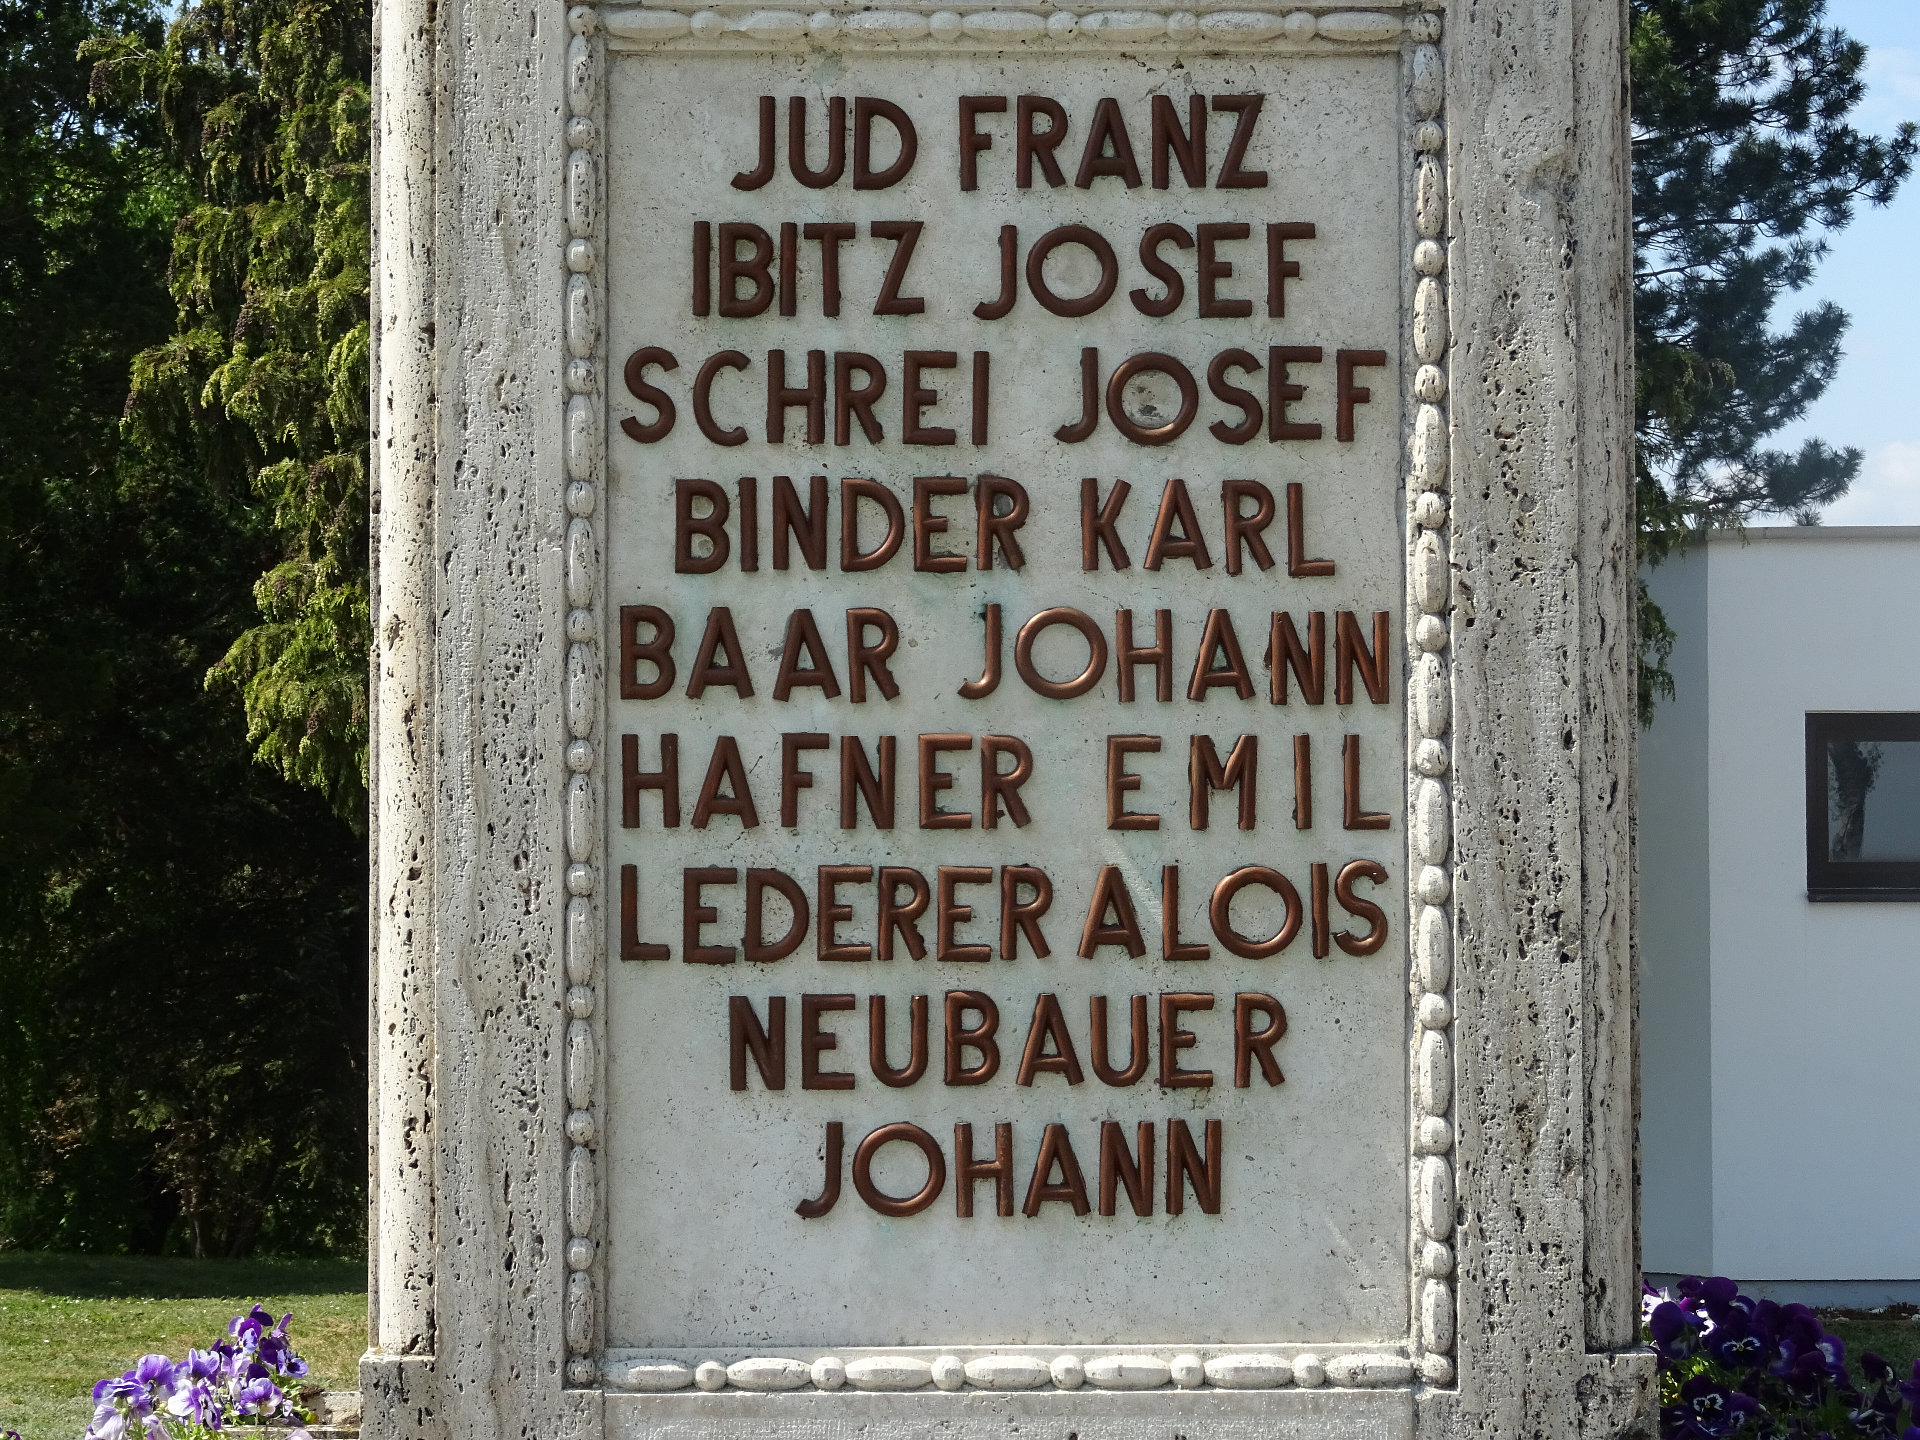 JUD FRANZ
IBITZ JOSEF
SCHREI JOSEF
BINDER KARL
BAAR JOHANN
HAFNER EMIL
LEDERER ALOIS
NEUBAUER
JOHANN